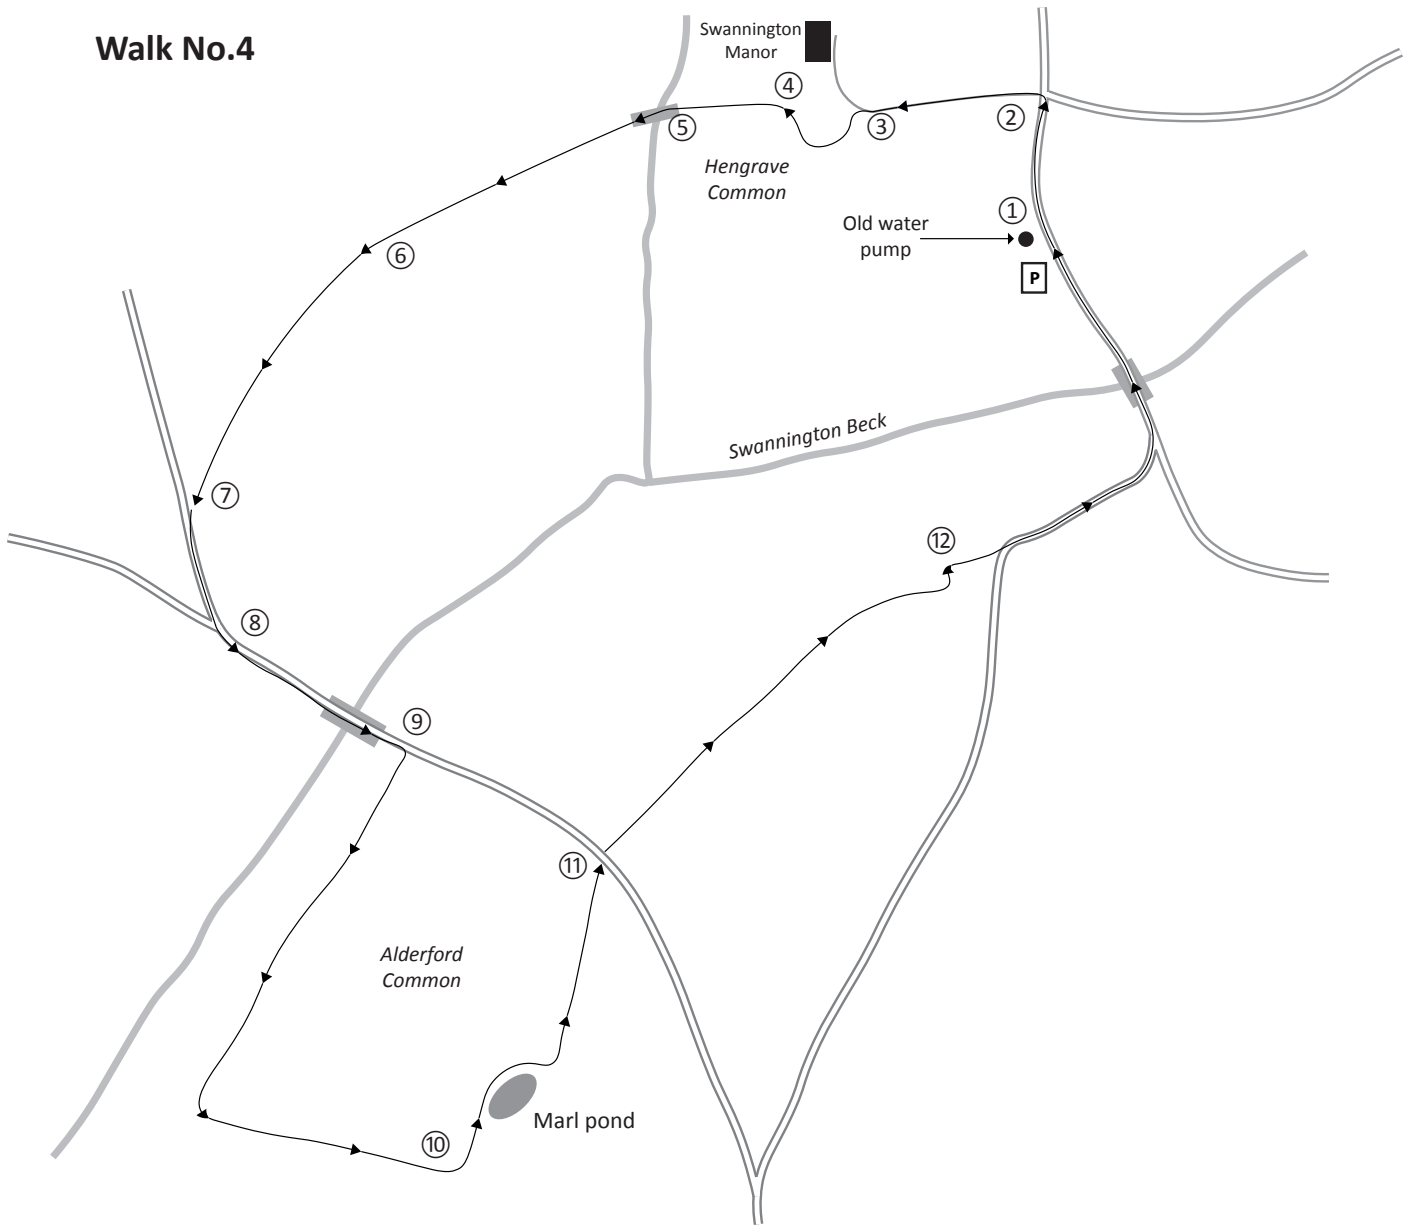 Walk No.4
Swannington
Manor
④
②
⑤
③
Hengrave
Common
①
Old water
pump
⑥
P
Swannington Beck
⑦
⑫
⑧
⑨
⑪
Alderford
Common
Marl pond
⑩